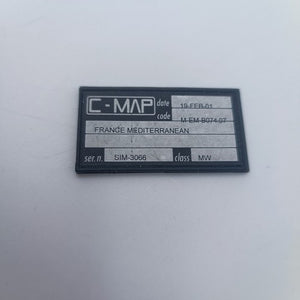 C-MAP date 19-FEB-01
code M-EM-B074.07
FRANCE MEDITERRANEAN
ser.n. SIM-3066 class MW